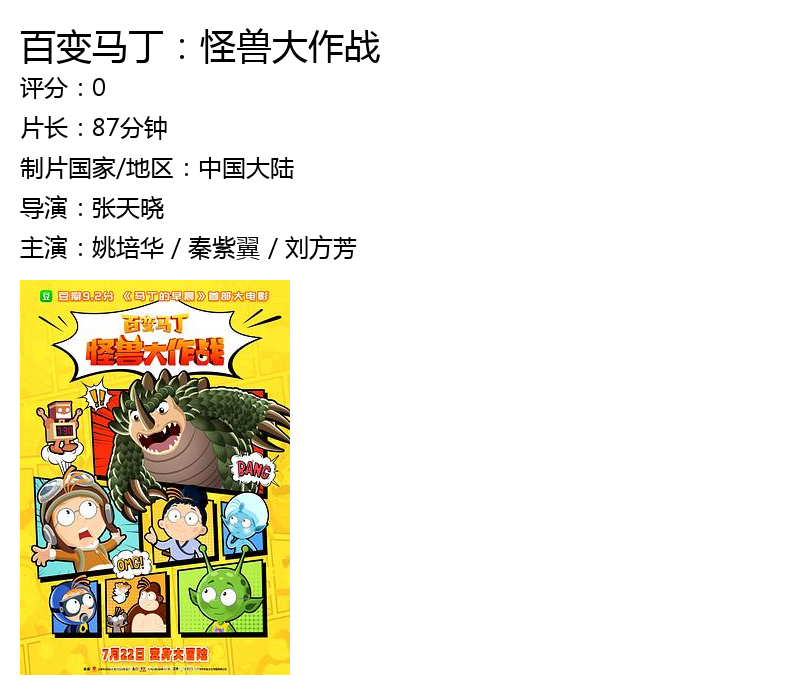 百变马丁：怪兽大作战
评分：0
片长：87分钟
制片国家/地区：中国大陆
导演：张天晓
主演：姚培华 / 秦紫翼 / 刘方芳
豆 豆瓣9.2分 《马丁的早晨》首部大电影
百变马丁
怪兽大作战
!!
7:30
BANG
OMG!
7月22日 变身大冒险